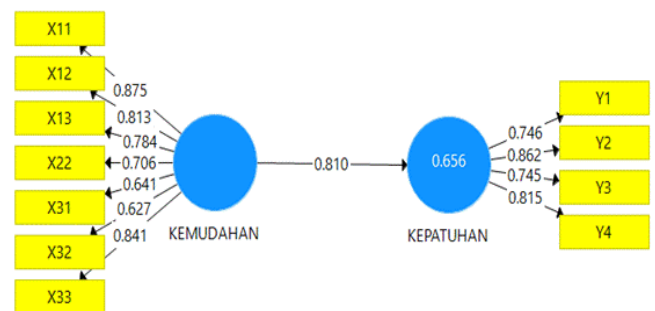 X11
X12
X13
X22
X31
X32
X33
0.875
0.813
0.784
0.706
0.641
0.627
0.841
KEMUDAHAN
0.810
0.656
KEPATUHAN
0.746
0.862
0.745
0.815
Y1
Y2
Y3
Y4